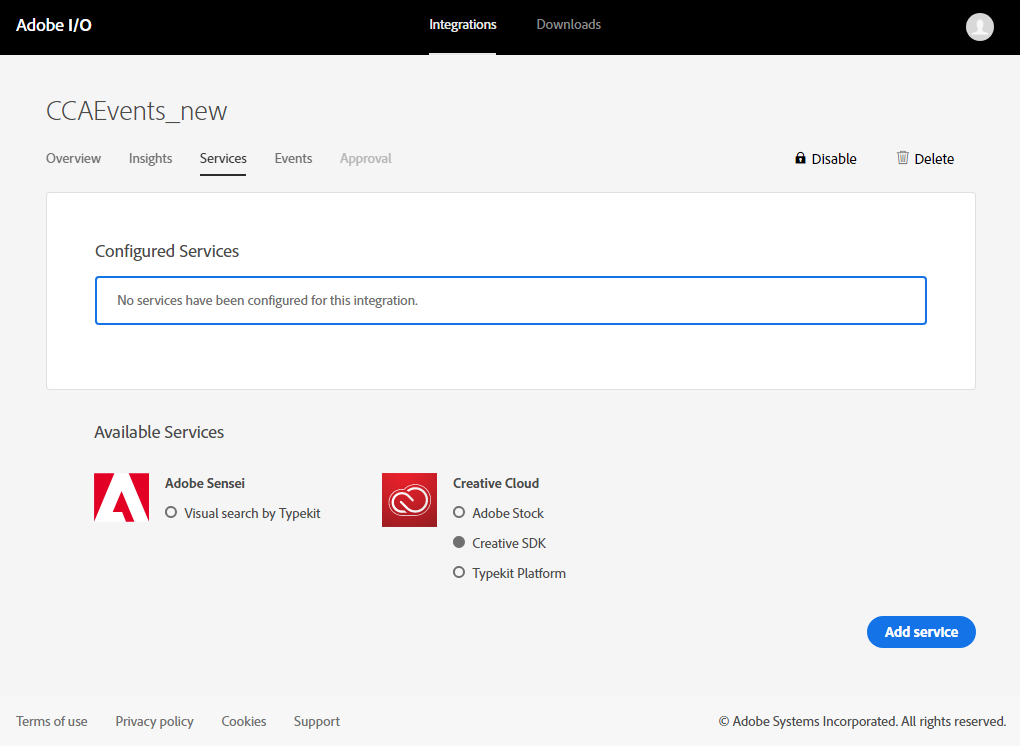 Adobe I/O
Integrations
Downloads
CCAEvents_new
Overview
Insights
Services
Events
Approval
Disable
Delete
Configured Services
No services have been configured for this integration.
Available Services
Adobe Sensei
Visual search by Typekit
Creative Cloud
Adobe Stock
Creative SDK
Typekit Platform
Add service
Terms of use
Privacy policy
Cookies
Support
© Adobe Systems Incorporated. All rights reserved.